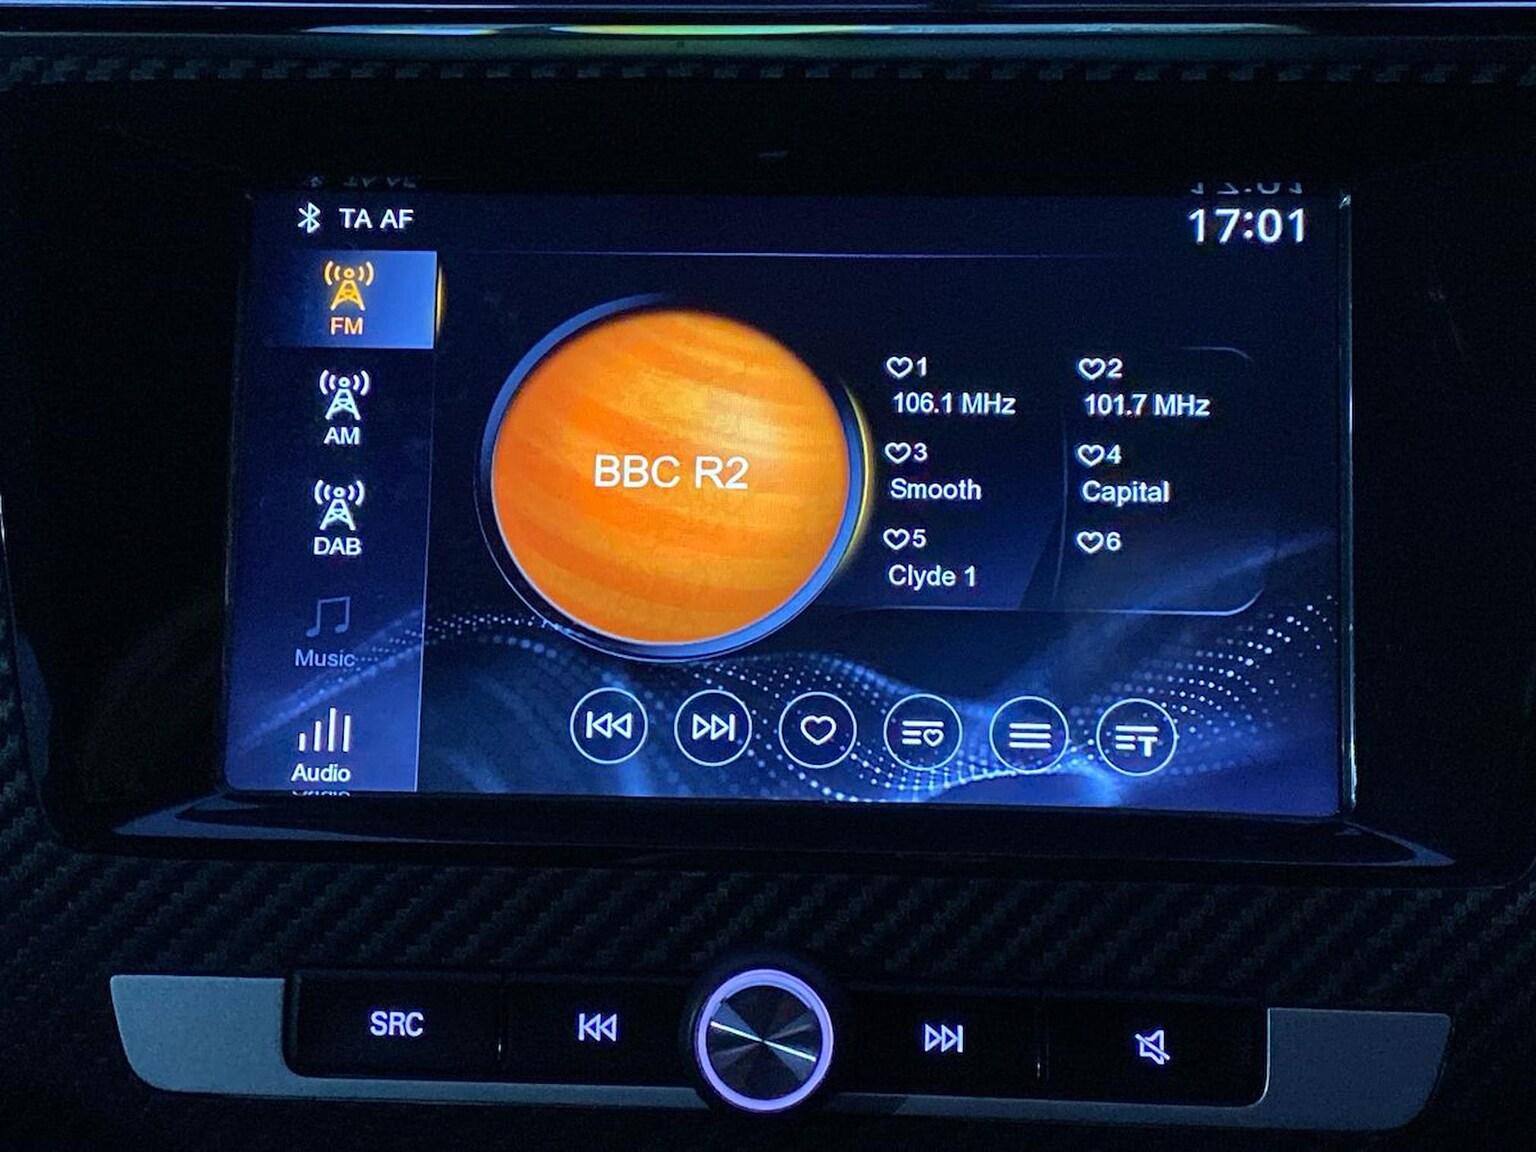 TA AF
17:01
FM
AM
DAB
Music
Audio
BBC R2
1
106.1 MHz
2
101.7 MHz
3
Smooth
4
Capital
5
Clyde 1
6
SRC